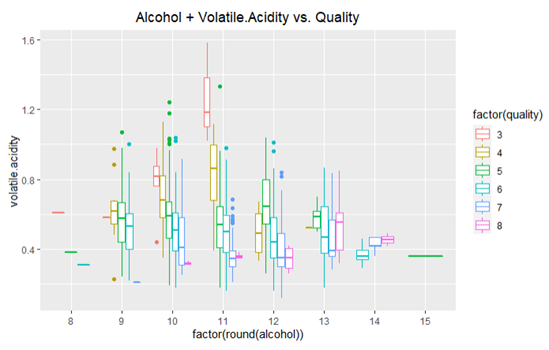 Alcohol + Volatile.Acidity vs. Quality
volatile.acidity
1.6
1.2
0.8
0.4
8 9 10 11 12 13 14 15
factor(round(alcohol))
factor(quality)
3
4
5
6
7
8